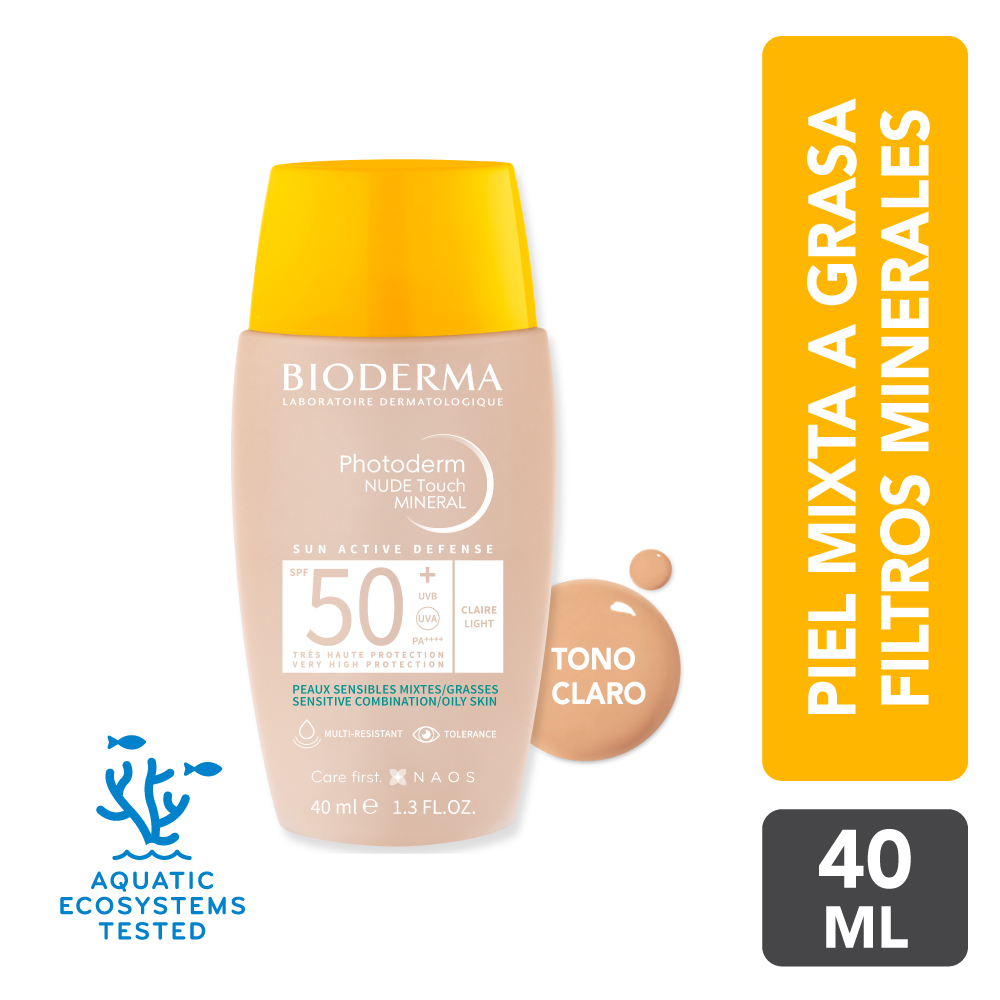 BIODERMA
LABORATOIRE DERMATOLOGIQUE
Photoderm
NUDE Touch
MINERAL
SUN ACTIVE DEFENSE
SPF 50+
UVB
UVA
PA++++
CLAIRE
LIGHT
TRÈS HAUTE PROTECTION
VERY HIGH PROTECTION
PEAUX SENSIBLES MIXTES/GRASSES
SENSITIVE COMBINATION/OILY SKIN
MULTI-RESISTANT TOLERANCE
Care first. NAOS
40 ml e 1.3 FL.OZ.
TONO
CLARO
AQUATIC
ECOSYSTEMS
TESTED
PIEL MIXTA A GRASA
FILTROS MINERALES
40
ML